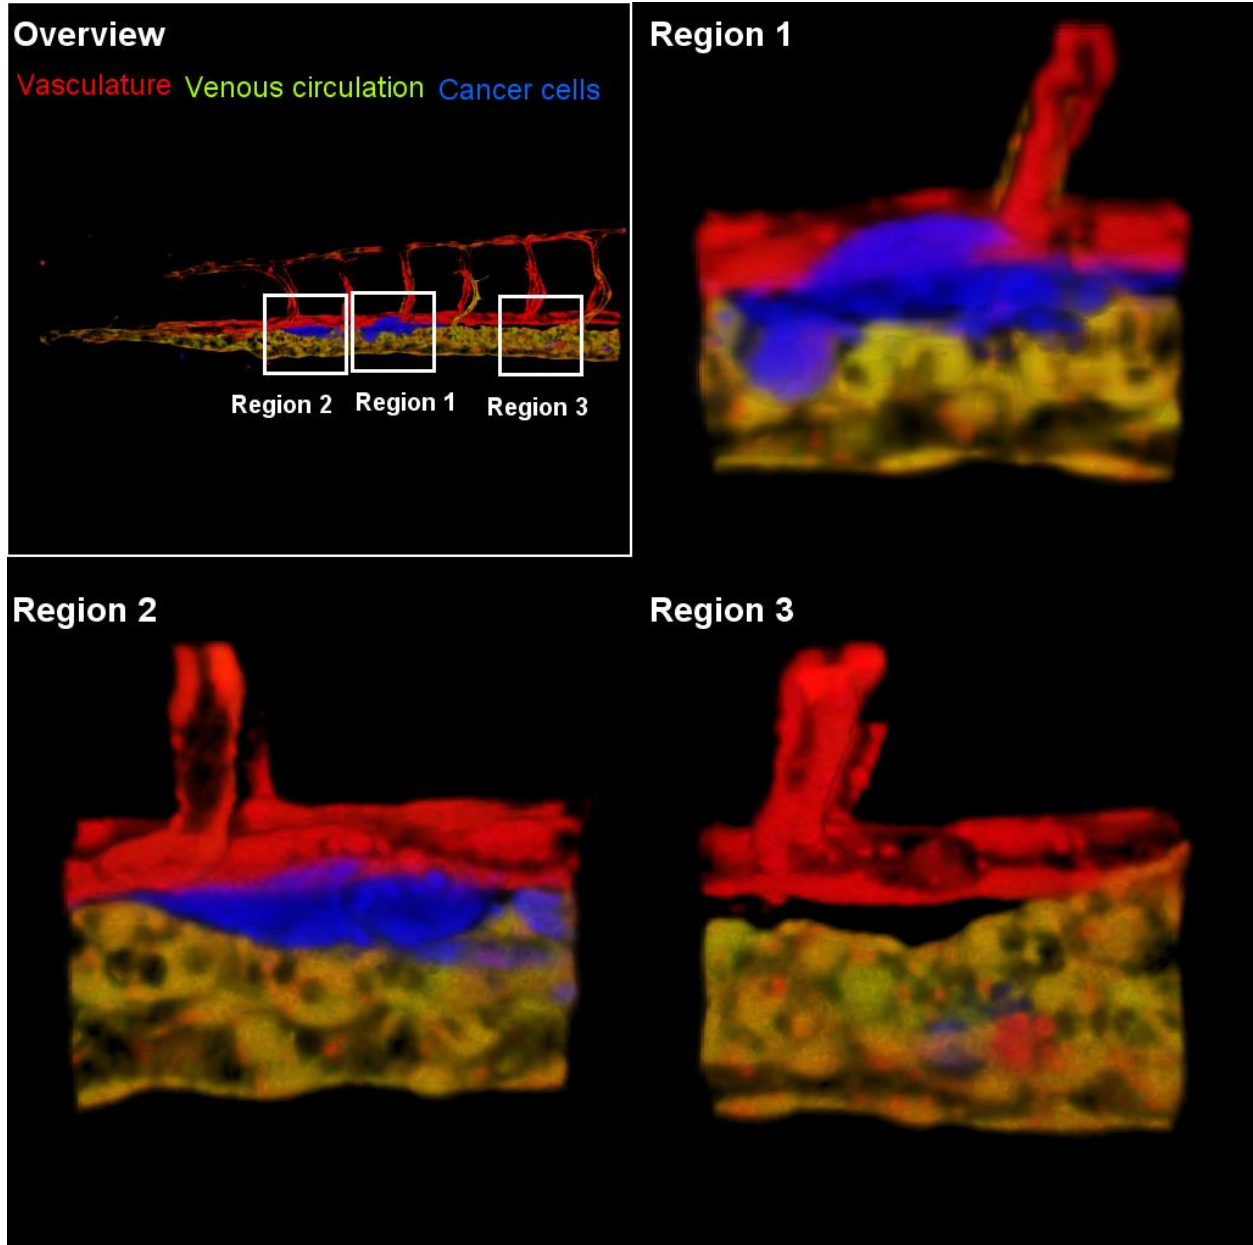 Overview
Vasculature Venous circulation Cancer cells
Region 2 Region 1 Region 3
Region 1
Region 2
Region 3